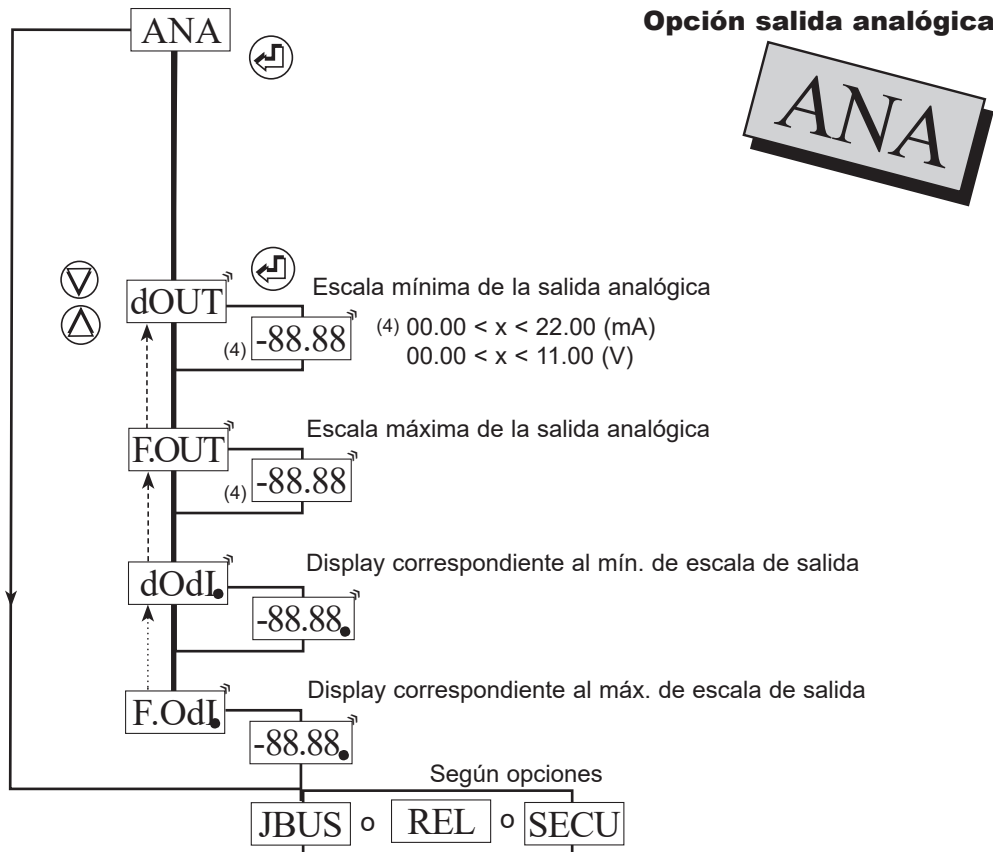 Opción salida analógica
ANA
ANA
dOUT
Escala mínima de la salida analógica
(4) -88.88
(4) 00.00 < x < 22.00 (mA)
00.00 < x < 11.00 (V)
F.OUT
Escala máxima de la salida analógica
(4) -88.88
dOdI.
Display correspondiente al mín. de escala de salida
-88.88.
F.OdI.
Display correspondiente al máx. de escala de salida
-88.88.
Según opciones
JBUS o REL o SECU